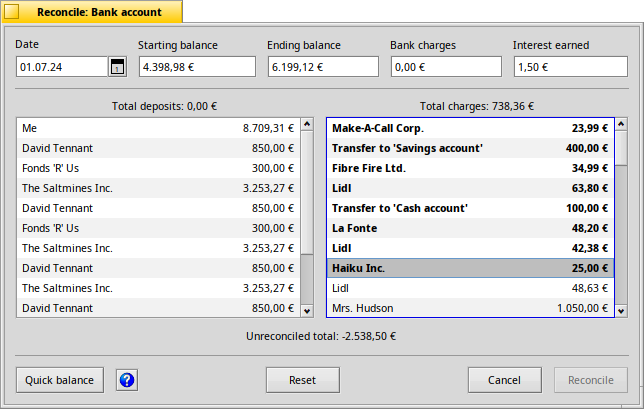 Reconcile: Bank account
Date Starting balance Ending balance Bank charges Interest earned
01.07.24 4.398,98 € 6.199,12 € 0,00 € 1,50 €
Total deposits: 0,00 €
Me 8.709,31 €
David Tennant 850,00 €
Fonds 'R' Us 300,00 €
The Saltmines Inc. 3.253,27 €
David Tennant 850,00 €
Fonds 'R' Us 300,00 €
The Saltmines Inc. 3.253,27 €
David Tennant 850,00 €
The Saltmines Inc. 3.253,27 €
David Tennant 850,00 €
Total charges: 738,36 €
Make-A-Call Corp. 23,99 €
Transfer to 'Savings account' 400,00 €
Fibre Fire Ltd. 34,99 €
Lidl 63,80 €
Transfer to 'Cash account' 100,00 €
La Fonte 48,20 €
Lidl 42,38 €
Haiku Inc. 25,00 €
Lidl 48,63 €
Mrs. Hudson 1.050,00 €
Unreconciled total: -2.538,50 €
Quick balance ? Reset Cancel Reconcile